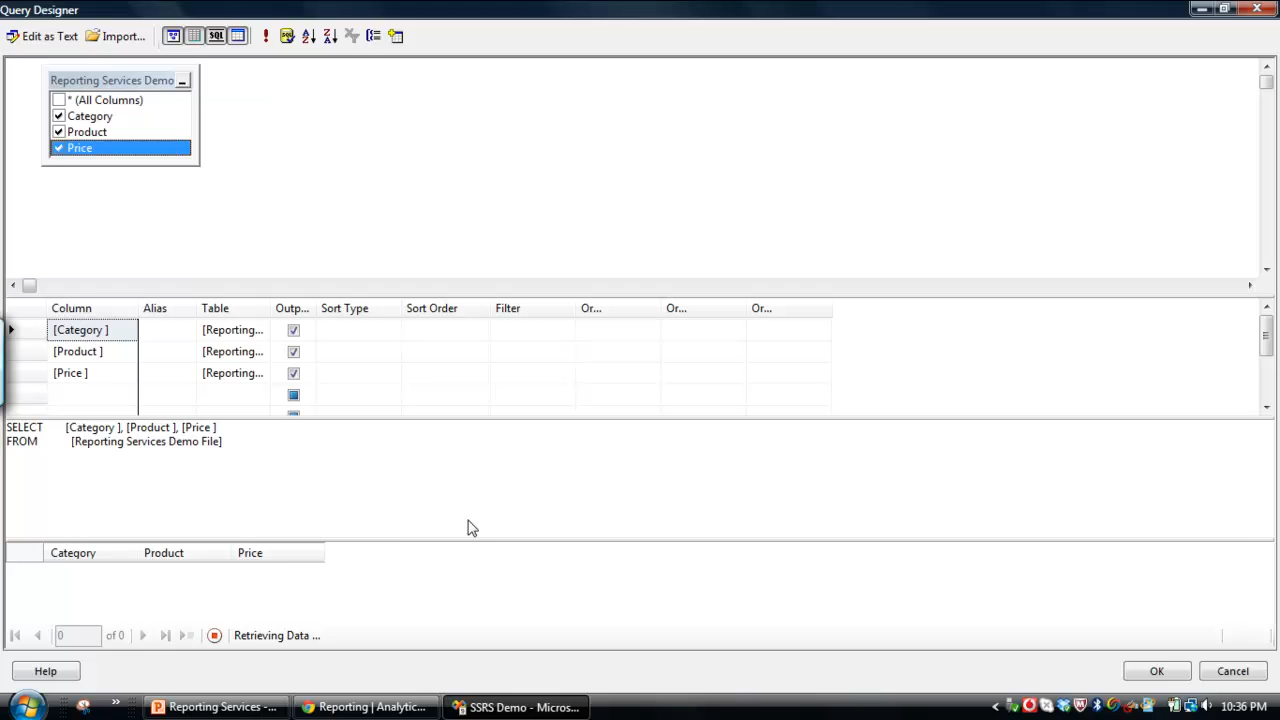 Query Designer
Edit as Text Import... SQL
Reporting Services Demo
* (All Columns)
Category
Product
Price
Column Alias Table Outp... Sort Type Sort Order Filter Or... Or... Or...
[Category ] [Reporting...
[Product ] [Reporting...
[Price ] [Reporting...
SELECT [Category ], [Product ], [Price ]
FROM [Reporting Services Demo File]
Category Product Price
0 of 0 Retrieving Data ...
Help OK Cancel
Reporting Services -... Reporting | Analytic... SSRS Demo - Micros... 10:36 PM